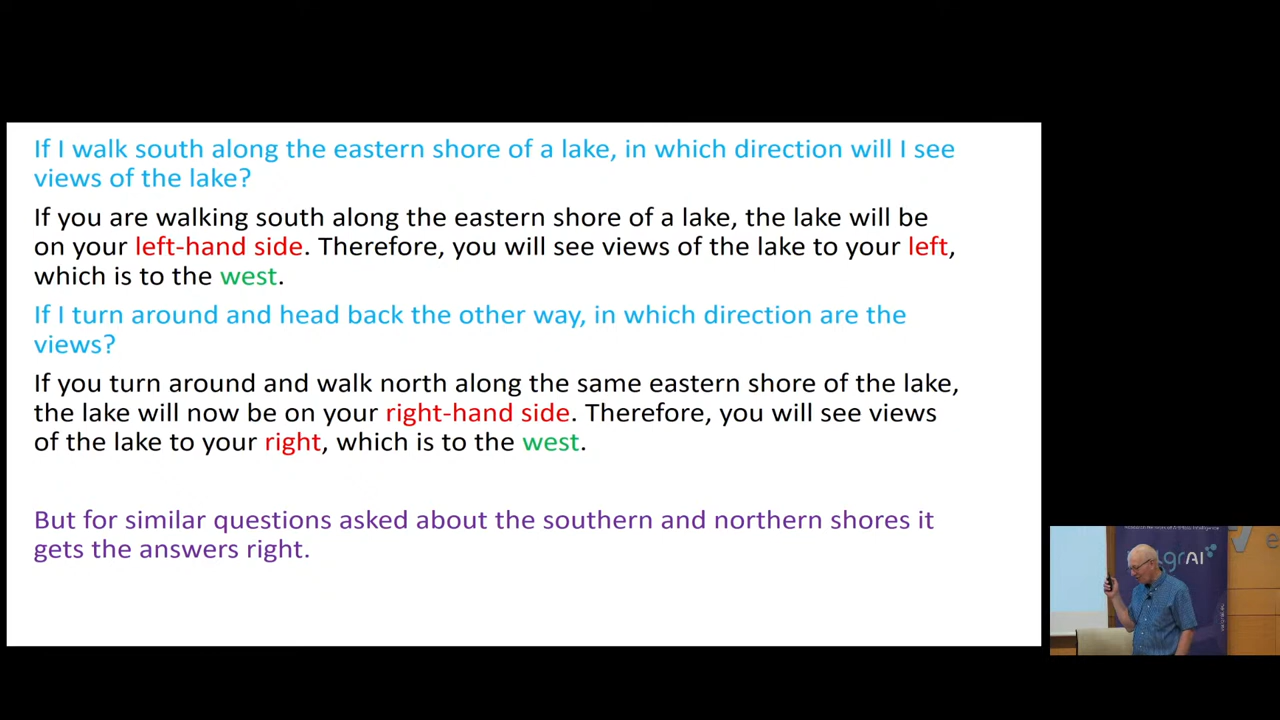 If I walk south along the eastern shore of a lake, in which direction will I see
views of the lake?
If you are walking south along the eastern shore of a lake, the lake will be
on your left-hand side. Therefore, you will see views of the lake to your left,
which is to the west.
If I turn around and head back the other way, in which direction are the
views?
If you turn around and walk north along the same eastern shore of the lake,
the lake will now be on your right-hand side. Therefore, you will see views
of the lake to your right, which is to the west.
But for similar questions asked about the southern and northern shores it
gets the answers right.